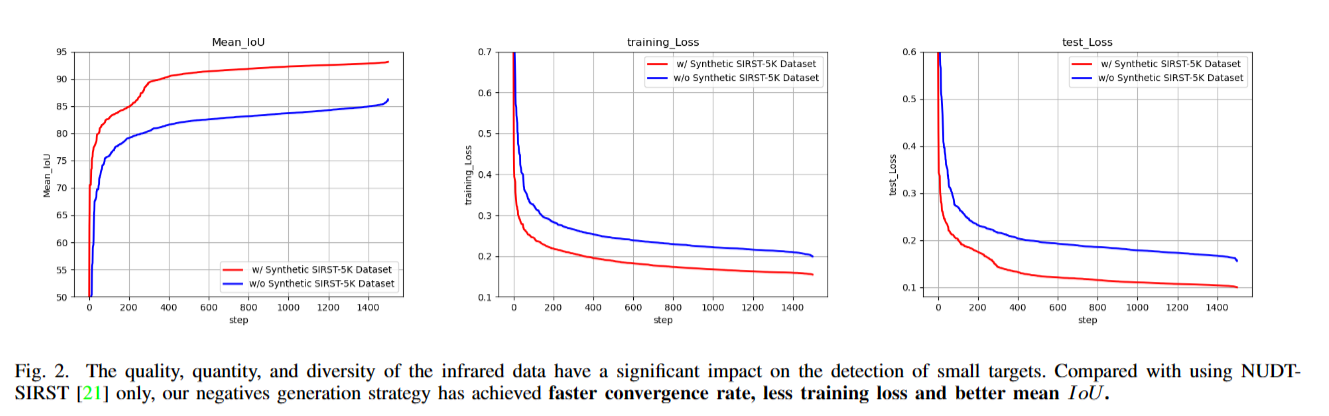 Mean_IoU
95
90
85
80
75
70
65
60
55
50
Mean_IoU
w/ Synthetic SIRST-5K Dataset
w/o Synthetic SIRST-5K Dataset
0 200 400 600 800 1000 1200 1400
step
training_Loss
0.7
0.6
0.5
0.4
0.3
0.2
0.1
training_Loss
w/ Synthetic SIRST-5K Dataset
w/o Synthetic SIRST-5K Dataset
0 200 400 600 800 1000 1200 1400
step
test_Loss
0.6
0.5
0.4
0.3
0.2
0.1
test_Loss
w/ Synthetic SIRST-5K Dataset
w/o Synthetic SIRST-5K Dataset
0 200 400 600 800 1000 1200 1400
step
Fig. 2. The quality, quantity, and diversity of the infrared data have a significant impact on the detection of small targets. Compared with using NUDT-
SIRST [21] only, our negatives generation strategy has achieved faster convergence rate, less training loss and better mean IoU.